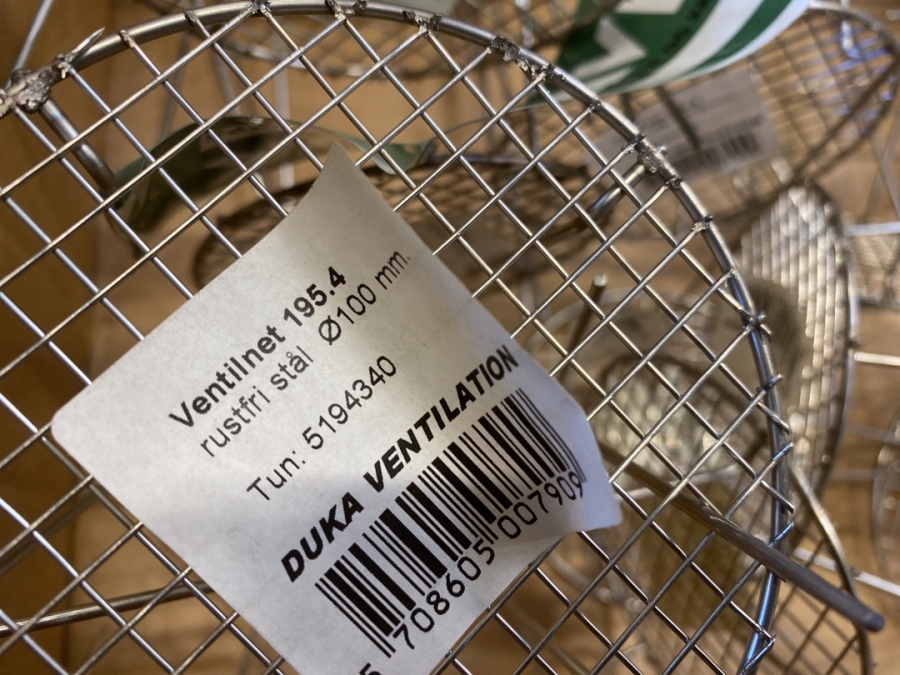 Ventilnet 195.4
rustfri stål Ø100 mm.
Tun: 5194340
DUKA VENTILATION
5 708605 007909